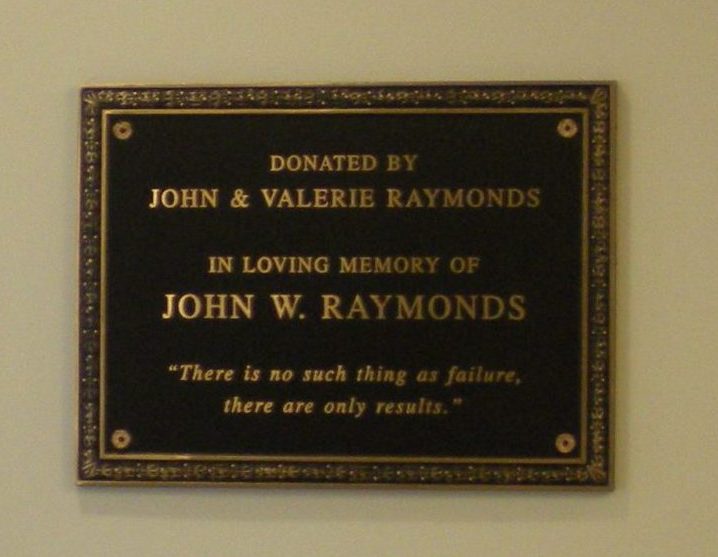 DONATED BY
JOHN & VALERIE RAYMONDS
IN LOVING MEMORY OF
JOHN W. RAYMONDS
“There is no such thing as failure,
there are only results.”